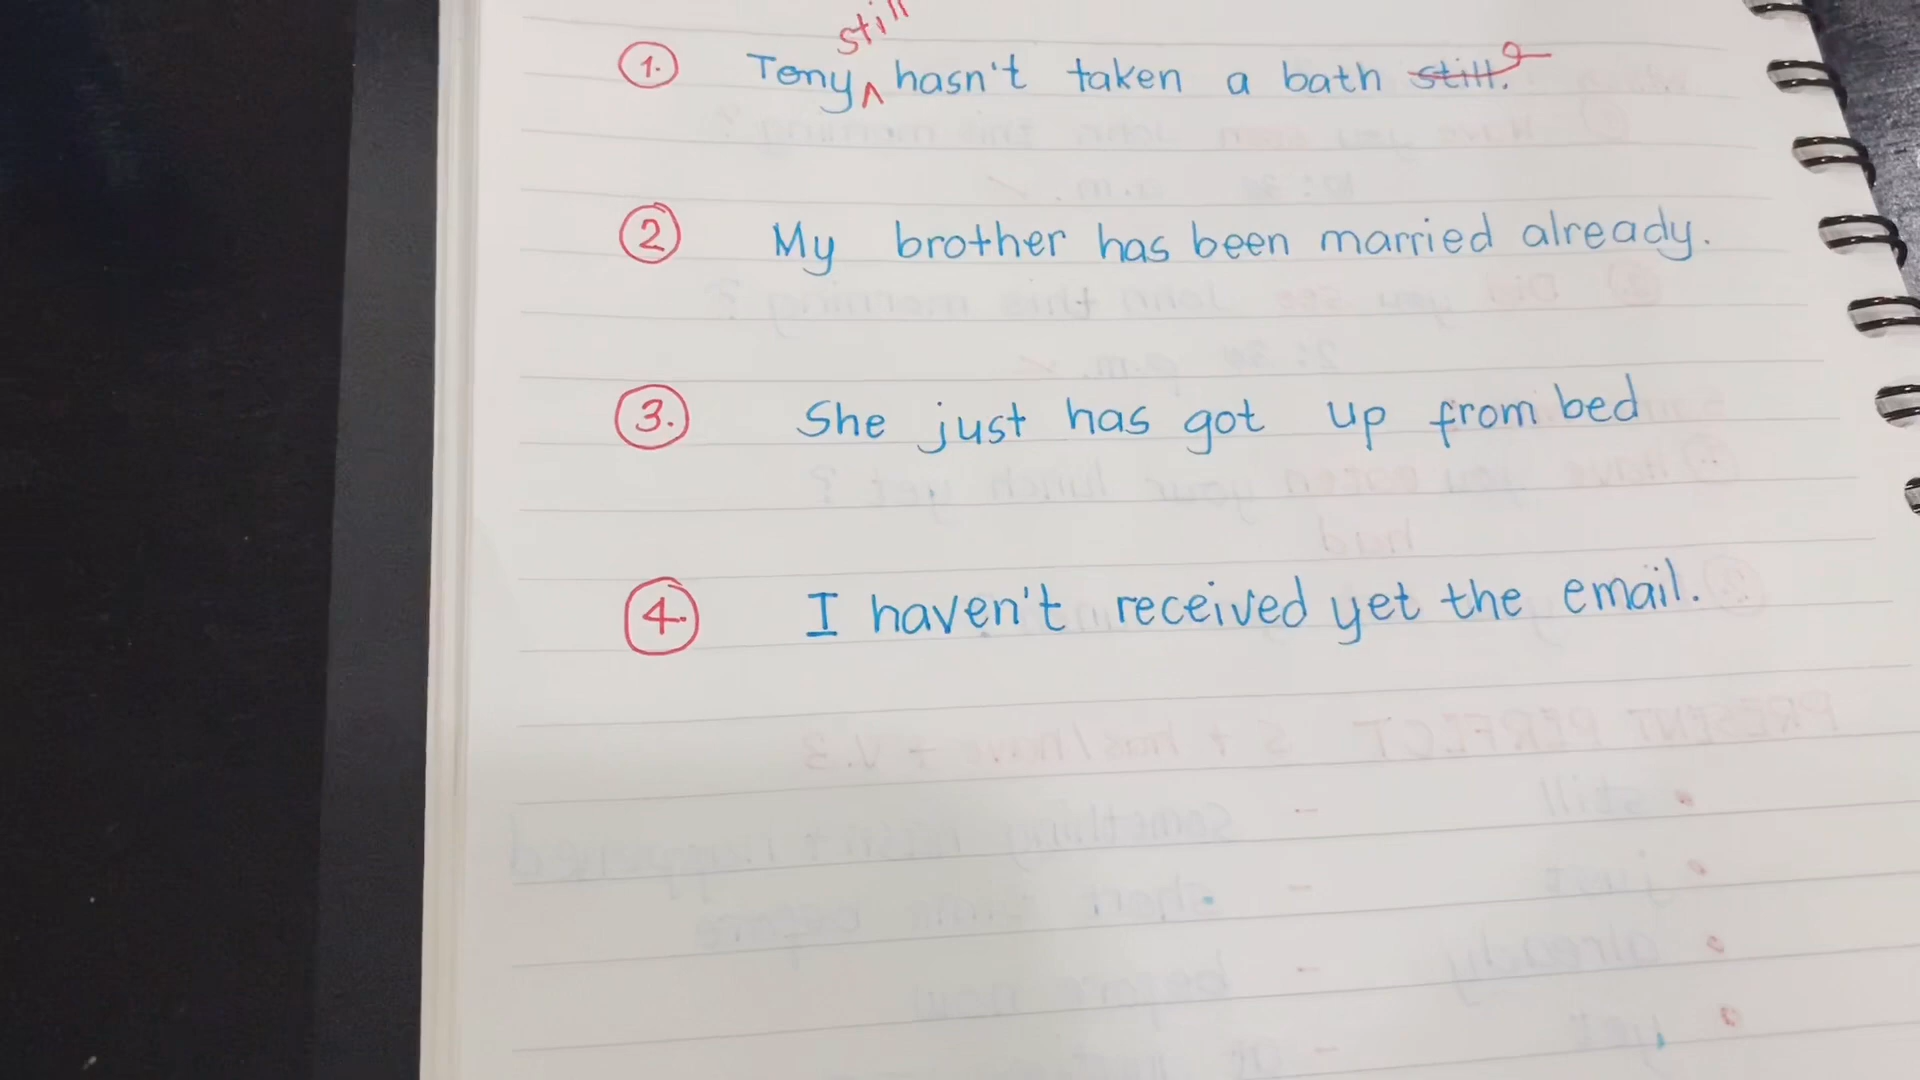 still
1. Tony ^ hasn't taken a bath still.
2 My brother has been married already.
3. She just has got up from bed
4. I haven't received yet the email.